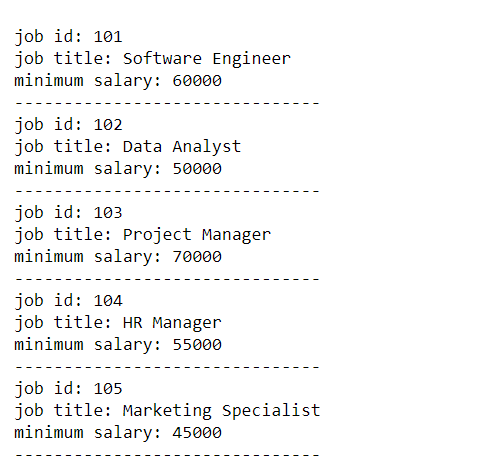 job id: 101
job title: Software Engineer
minimum salary: 60000
-------------------------------
job id: 102
job title: Data Analyst
minimum salary: 50000
-------------------------------
job id: 103
job title: Project Manager
minimum salary: 70000
-------------------------------
job id: 104
job title: HR Manager
minimum salary: 55000
-------------------------------
job id: 105
job title: Marketing Specialist
minimum salary: 45000
-------------------------------